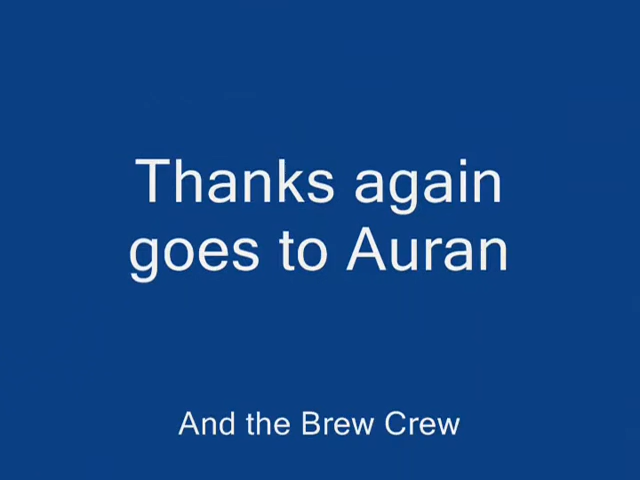 Thanks again
goes to Auran
And the Brew Crew